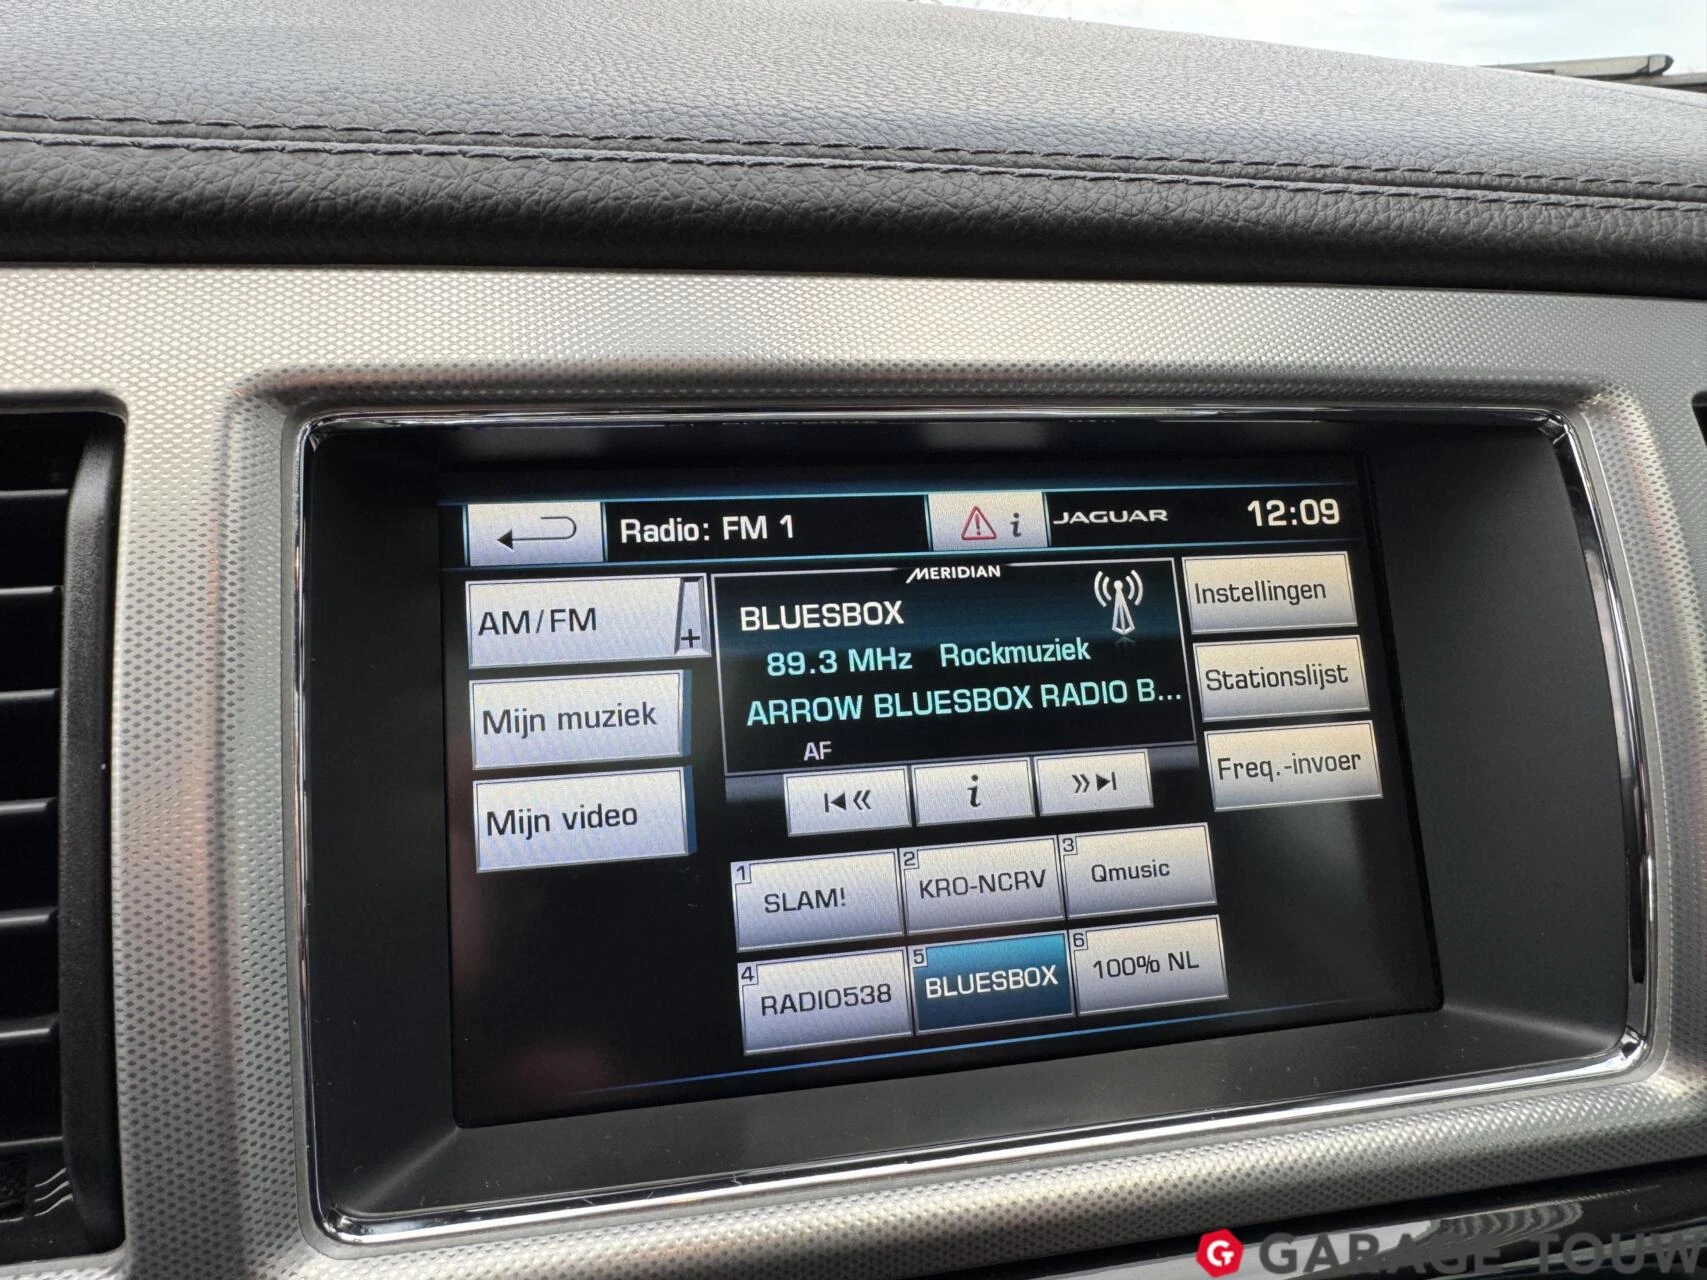 Radio: FM 1
i
JAGUAR
12:09
AM/FM
+
Mijn muziek
Mijn video
MERIDIAN
BLUESBOX
89.3 MHz Rockmuziek
ARROW BLUESBOX RADIO B...
AF
i
Instellingen
Stationslijst
Freq.-invoer
1 SLAM!
2 KRO-NCRV
3 Qmusic
4 RADIO538
5 BLUESBOX
6 100% NL
G GARAGE TOUW